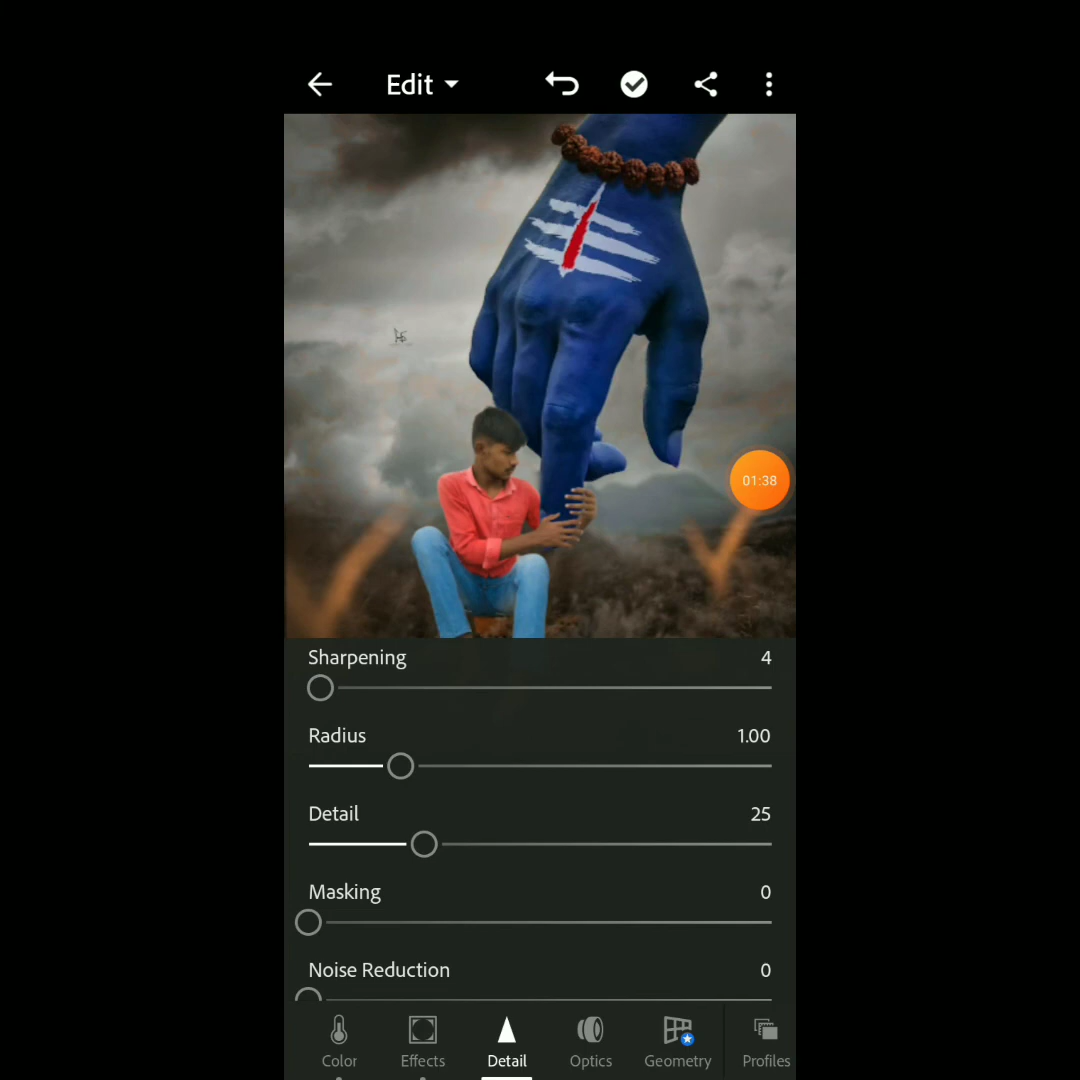 Edit
01:38
Sharpening 4
Radius 1.00
Detail 25
Masking 0
Noise Reduction 0
Color Effects Detail Optics Geometry Profiles